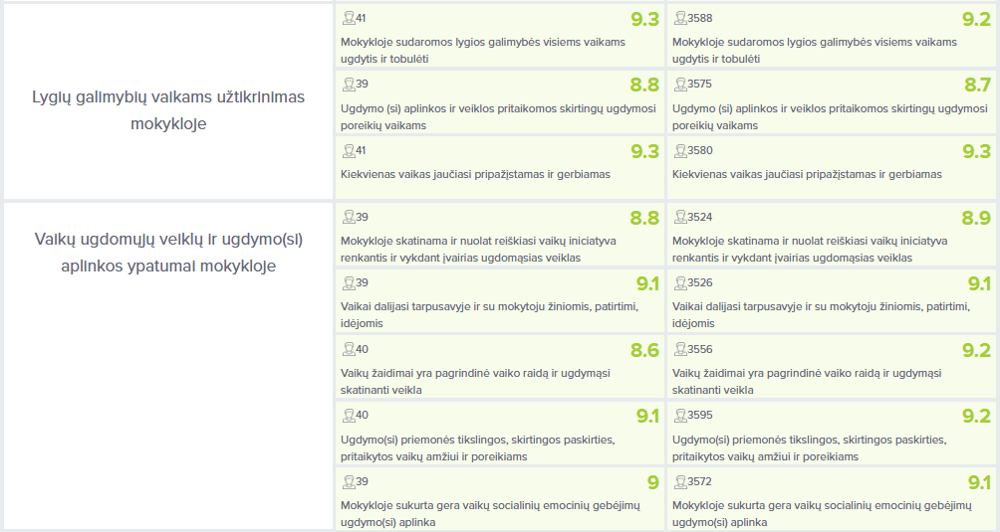 Lygių galimybių vaikams užtikrinimas
mokykloje
41 9.3
Mokykloje sudaromos lygios galimybės visiems vaikams
ugdytis ir tobulėti
3588 9.2
Mokykloje sudaromos lygios galimybės visiems vaikams
ugdytis ir tobulėti
39 8.8
Ugdymo (si) aplinkos ir veiklos pritaikomos skirtingų ugdymosi
poreikių vaikams
3575 8.7
Ugdymo (si) aplinkos ir veiklos pritaikomos skirtingų ugdymosi
poreikių vaikams
41 9.3
Kiekvienas vaikas jaučiasi pripažįstamas ir gerbiamas
3580 9.3
Kiekvienas vaikas jaučiasi pripažįstamas ir gerbiamas
Vaikų ugdomųjų veiklų ir ugdymo(si)
aplinkos ypatumai mokykloje
39 8.8
Mokykloje skatinama ir nuolat reiškiasi vaikų iniciatyva
renkantis ir vykdant įvairias ugdomąsias veiklas
3524 8.9
Mokykloje skatinama ir nuolat reiškiasi vaikų iniciatyva
renkantis ir vykdant įvairias ugdomąsias veiklas
39 9.1
Vaikai dalijasi tarpusavyje ir su mokytoju žiniomis, patirtimi,
idėjomis
3526 9.1
Vaikai dalijasi tarpusavyje ir su mokytoju žiniomis, patirtimi,
idėjomis
40 8.6
Vaikų žaidimai yra pagrindinė vaiko raidą ir ugdymąsi
skatinanti veikla
3556 9.2
Vaikų žaidimai yra pagrindinė vaiko raidą ir ugdymąsi
skatinanti veikla
40 9.1
Ugdymo(si) priemonės tikslingos, skirtingos paskirties,
pritaikytos vaikų amžiui ir poreikiams
3595 9.2
Ugdymo(si) priemonės tikslingos, skirtingos paskirties,
pritaikytos vaikų amžiui ir poreikiams
39 9
Mokykloje sukurta gera vaikų socialinių emocinių gebėjimų
ugdymo(si) aplinka
3572 9.1
Mokykloje sukurta gera vaikų socialinių emocinių gebėjimų
ugdymo(si) aplinka